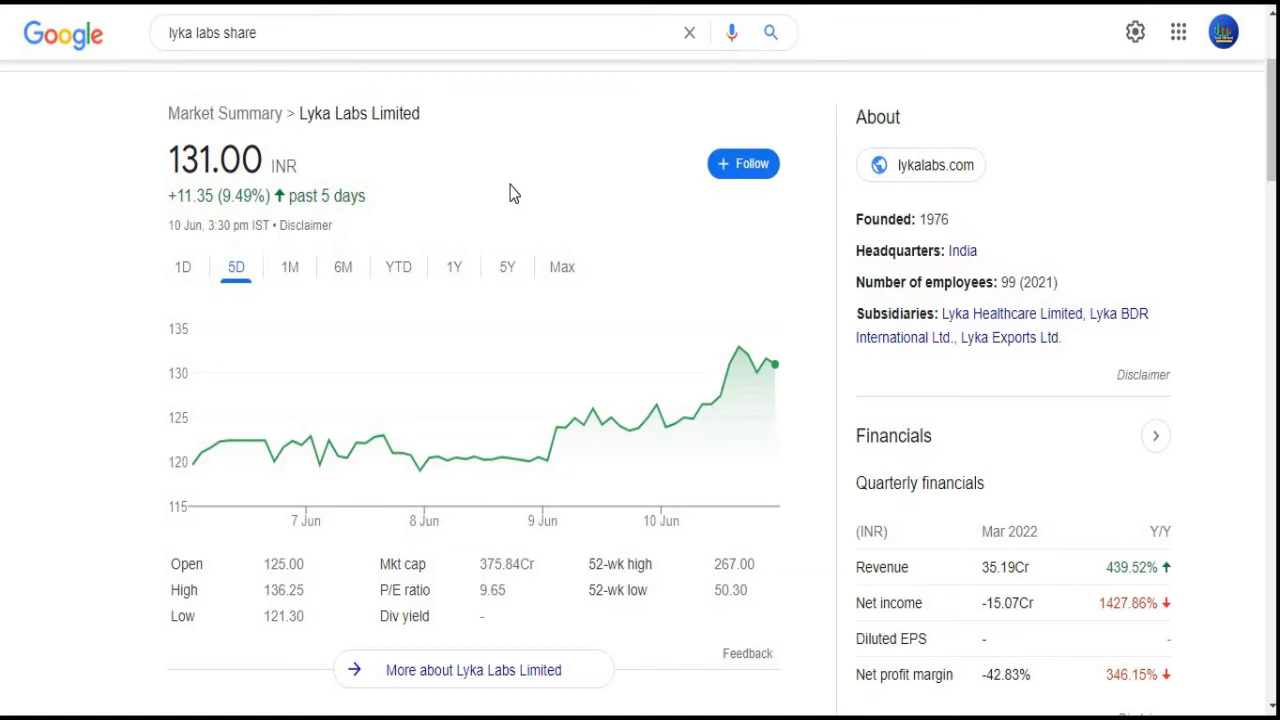 Google
lyka labs share
Market Summary > Lyka Labs Limited
131.00 INR
+ Follow
+11.35 (9.49%) ↑ past 5 days
10 Jun, 3:30 pm IST • Disclaimer
1D 5D 1M 6M YTD 1Y 5Y Max
135
130
125
120
115
7 Jun 8 Jun 9 Jun 10 Jun
Open 125.00 Mkt cap 375.84Cr 52-wk high 267.00
High 136.25 P/E ratio 9.65 52-wk low 50.30
Low 121.30 Div yield -
Feedback
→ More about Lyka Labs Limited
About
lykalabs.com
Founded: 1976
Headquarters: India
Number of employees: 99 (2021)
Subsidiaries: Lyka Healthcare Limited, Lyka BDR
International Ltd., Lyka Exports Ltd.
Disclaimer
Financials
Quarterly financials
(INR) Mar 2022 Y/Y
Revenue 35.19Cr 439.52% ↑
Net income -15.07Cr 1427.86% ↓
Diluted EPS - -
Net profit margin -42.83% 346.15% ↓